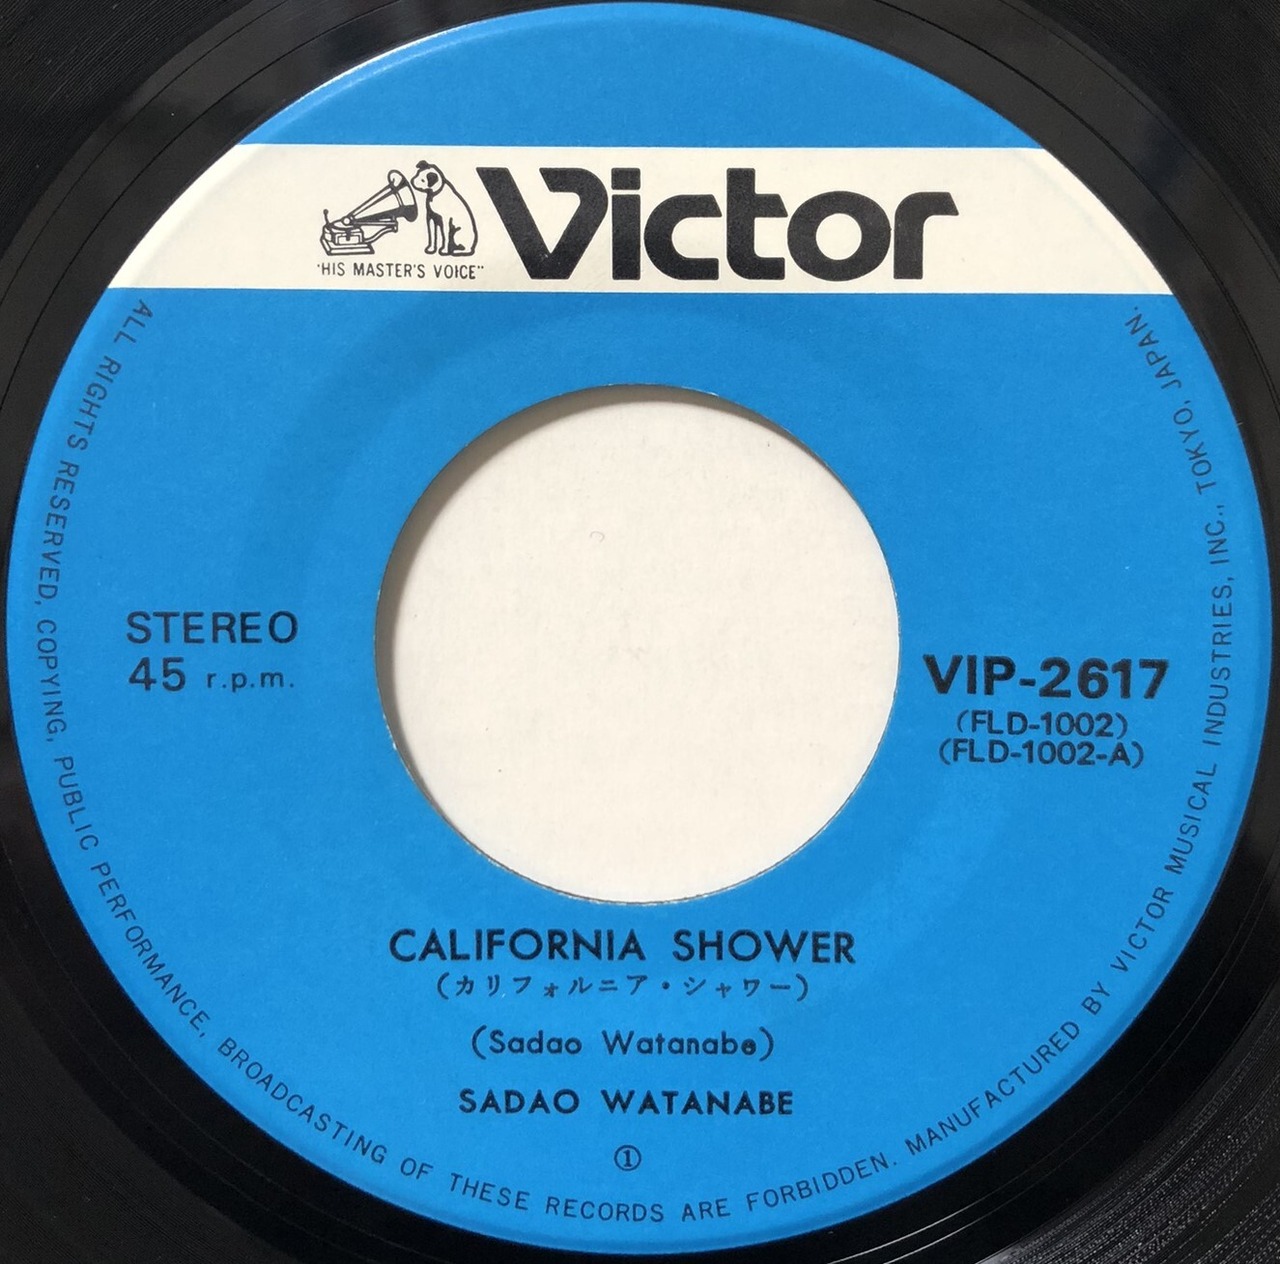 "HIS MASTER'S VOICE"
Victor
STEREO
45 r.p.m.
VIP-2617
(FLD-1002)
(FLD-1002-A)
CALIFORNIA SHOWER
(カリフォルニア・シャワー)
(Sadao Watanabe)
SADAO WATANABE
①
ALL RIGHTS RESERVED, COPYING, PUBLIC PERFORMANCE, BROADCASTING OF THESE RECORDS ARE FORBIDDEN. MANUFACTURED BY VICTOR MUSICAL INDUSTRIES, INC., TOKYO, JAPAN.